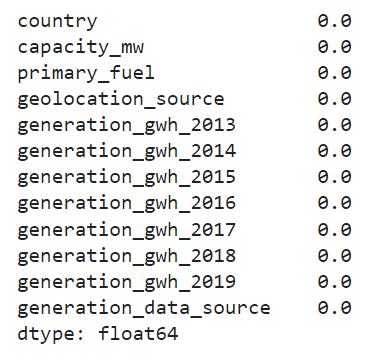 country 0.0
capacity_mw 0.0
primary_fuel 0.0
geolocation_source 0.0
generation_gwh_2013 0.0
generation_gwh_2014 0.0
generation_gwh_2015 0.0
generation_gwh_2016 0.0
generation_gwh_2017 0.0
generation_gwh_2018 0.0
generation_gwh_2019 0.0
generation_data_source 0.0
dtype: float64